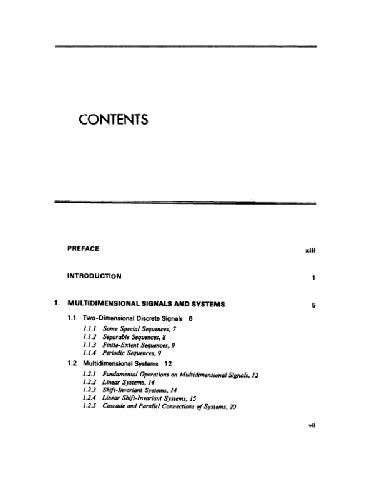 CONTENTS
PREFACE xiii
INTRODUCTION 1
1. MULTIDIMENSIONAL SIGNALS AND SYSTEMS 5
1.1 Two-Dimensional Discrete Signals 6
1.1.1 Some Special Sequences, 7
1.1.2 Separable Sequences, 8
1.1.3 Finite-Extent Sequences, 9
1.1.4 Periodic Sequences, 9
1.2 Multidimensional Systems 12
1.2.1 Fundamental Operations on Multidimensional Signals, 12
1.2.2 Linear Systems, 14
1.2.3 Shift-Invariant Systems, 14
1.2.4 Linear Shift-Invariant Systems, 15
1.2.5 Cascade and Parallel Connections of Systems, 20
vii